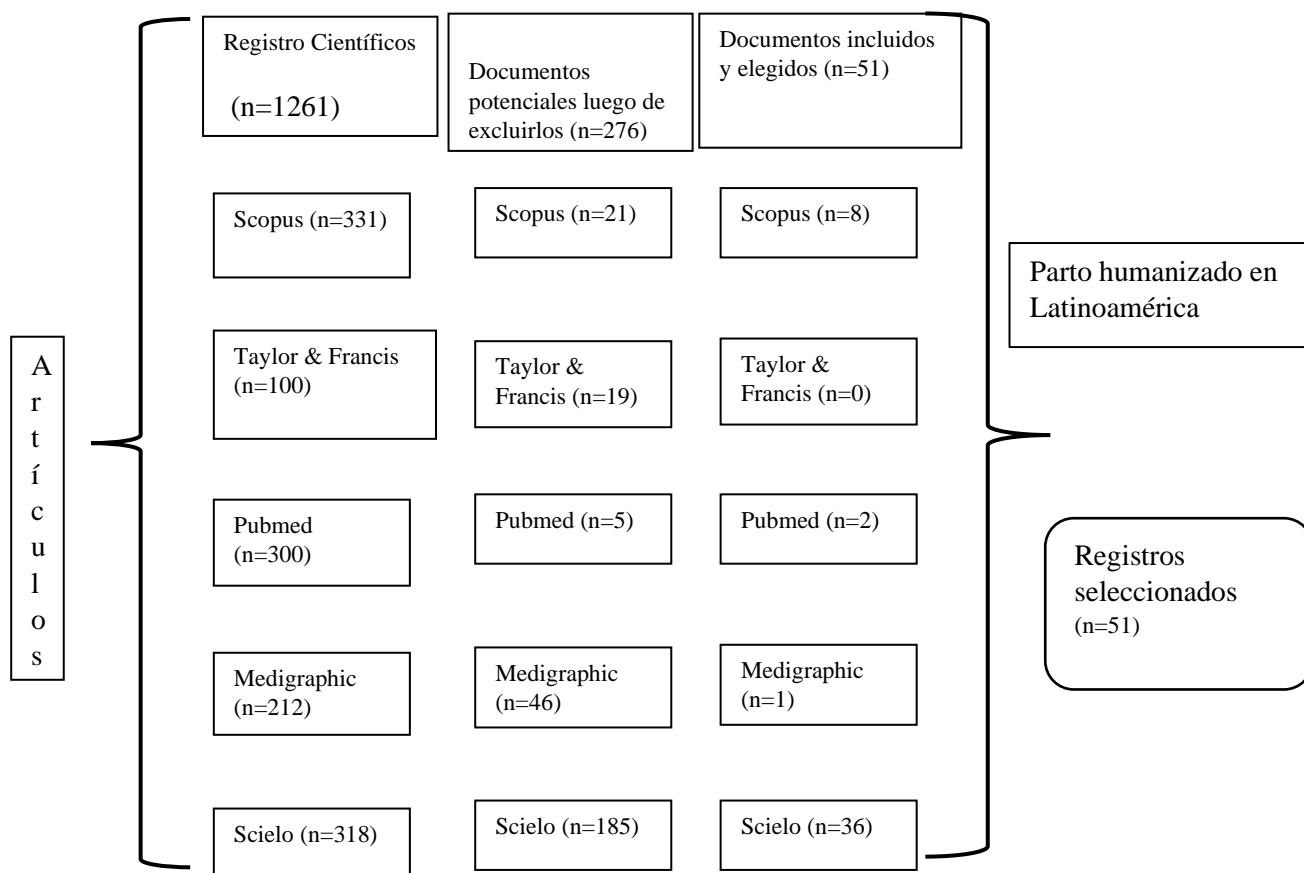 Artículos
Registro Científicos
(n=1261)
Documentos
potenciales luego de
excluirlos (n=276)
Documentos incluidos
y elegidos (n=51)
Scopus (n=331)
Scopus (n=21)
Scopus (n=8)
Taylor & Francis
(n=100)
Taylor &
Francis (n=19)
Taylor &
Francis (n=0)
Pubmed
(n=300)
Pubmed (n=5)
Pubmed (n=2)
Medigraphic
(n=212)
Medigraphic
(n=46)
Medigraphic
(n=1)
Scielo (n=318)
Scielo (n=185)
Scielo (n=36)
Parto humanizado en
Latinoamérica
Registros
seleccionados
(n=51)